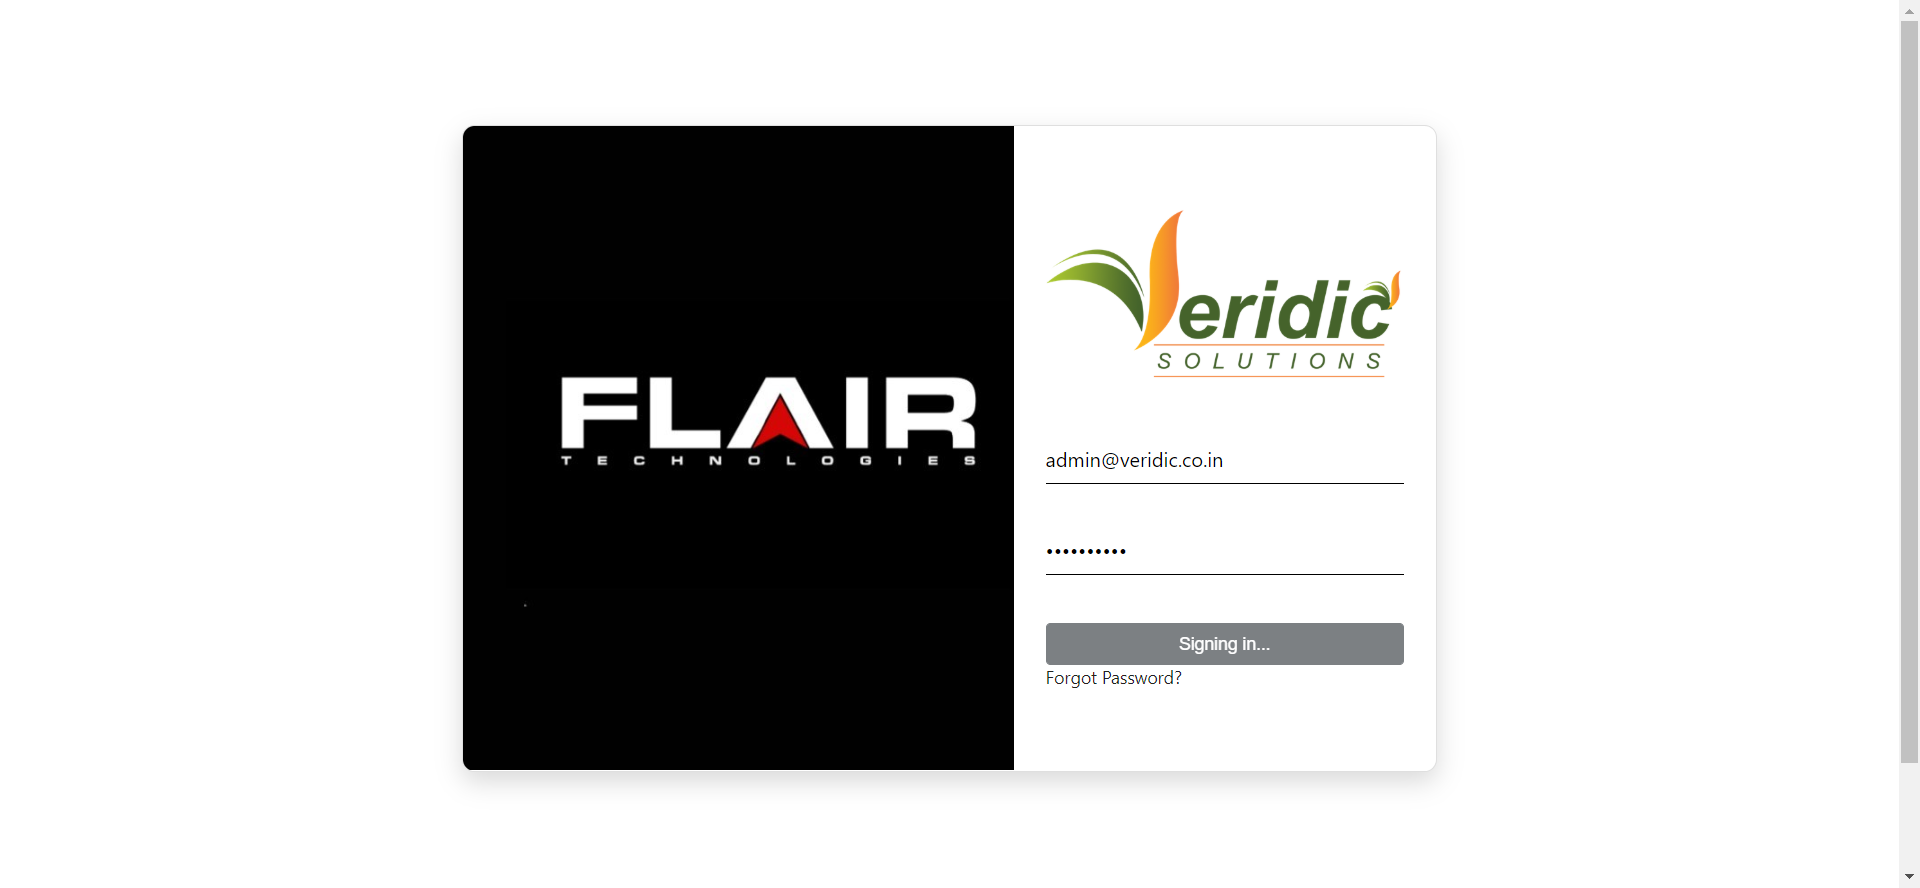 FLAIR
TECHNOLOGIES
Veridic
SOLUTIONS
admin@veridic.co.in
••••••••••
Signing in...
Forgot Password?